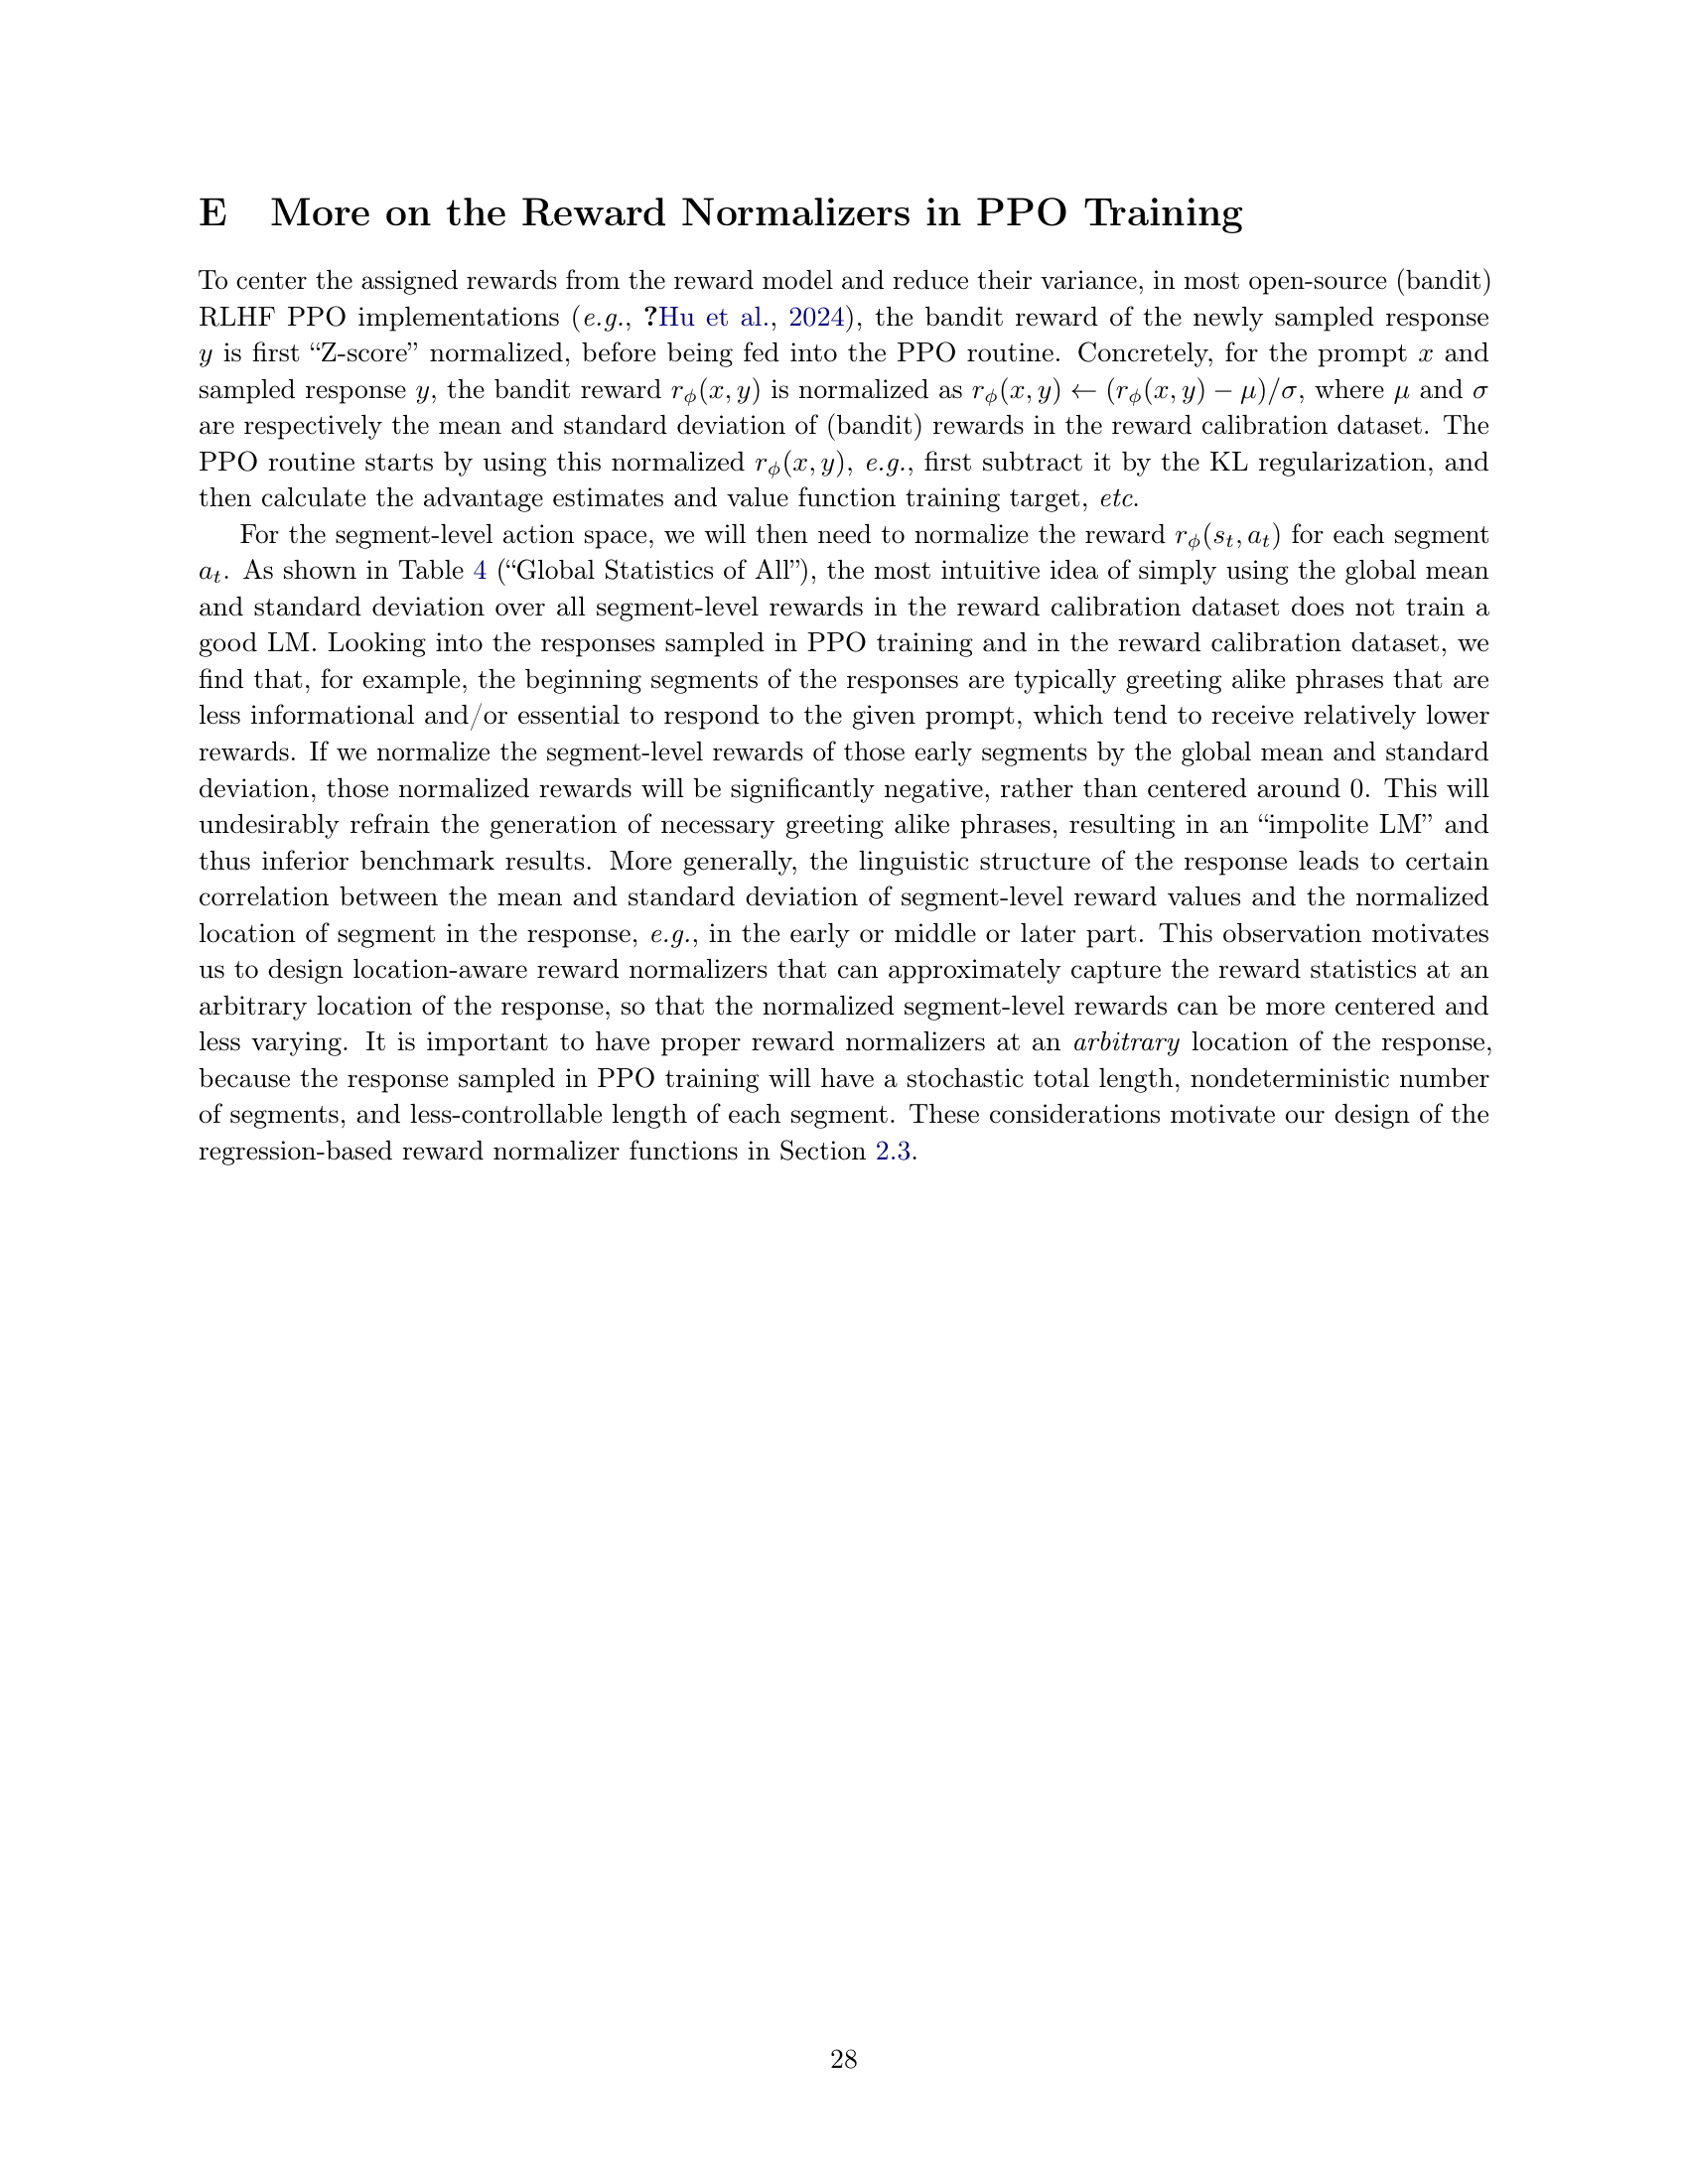 E More on the Reward Normalizers in PPO Training
To center the assigned rewards from the reward model and reduce their variance, in most open-source (bandit)
RLHF PPO implementations (e.g., ?Hu et al., 2024), the bandit reward of the newly sampled response
y is first “Z-score” normalized, before being fed into the PPO routine. Concretely, for the prompt x and
sampled response y, the bandit reward r_ϕ(x, y) is normalized as r_ϕ(x, y) ← (r_ϕ(x, y) − μ)/σ, where μ and σ
are respectively the mean and standard deviation of (bandit) rewards in the reward calibration dataset. The
PPO routine starts by using this normalized r_ϕ(x, y), e.g., first subtract it by the KL regularization, and
then calculate the advantage estimates and value function training target, etc.
For the segment-level action space, we will then need to normalize the reward r_ϕ(s_t, a_t) for each segment
a_t. As shown in Table 4 (“Global Statistics of All”), the most intuitive idea of simply using the global mean
and standard deviation over all segment-level rewards in the reward calibration dataset does not train a
good LM. Looking into the responses sampled in PPO training and in the reward calibration dataset, we
find that, for example, the beginning segments of the responses are typically greeting alike phrases that are
less informational and/or essential to respond to the given prompt, which tend to receive relatively lower
rewards. If we normalize the segment-level rewards of those early segments by the global mean and standard
deviation, those normalized rewards will be significantly negative, rather than centered around 0. This will
undesirably refrain the generation of necessary greeting alike phrases, resulting in an “impolite LM” and
thus inferior benchmark results. More generally, the linguistic structure of the response leads to certain
correlation between the mean and standard deviation of segment-level reward values and the normalized
location of segment in the response, e.g., in the early or middle or later part. This observation motivates
us to design location-aware reward normalizers that can approximately capture the reward statistics at an
arbitrary location of the response, so that the normalized segment-level rewards can be more centered and
less varying. It is important to have proper reward normalizers at an arbitrary location of the response,
because the response sampled in PPO training will have a stochastic total length, nondeterministic number
of segments, and less-controllable length of each segment. These considerations motivate our design of the
regression-based reward normalizer functions in Section 2.3.
28